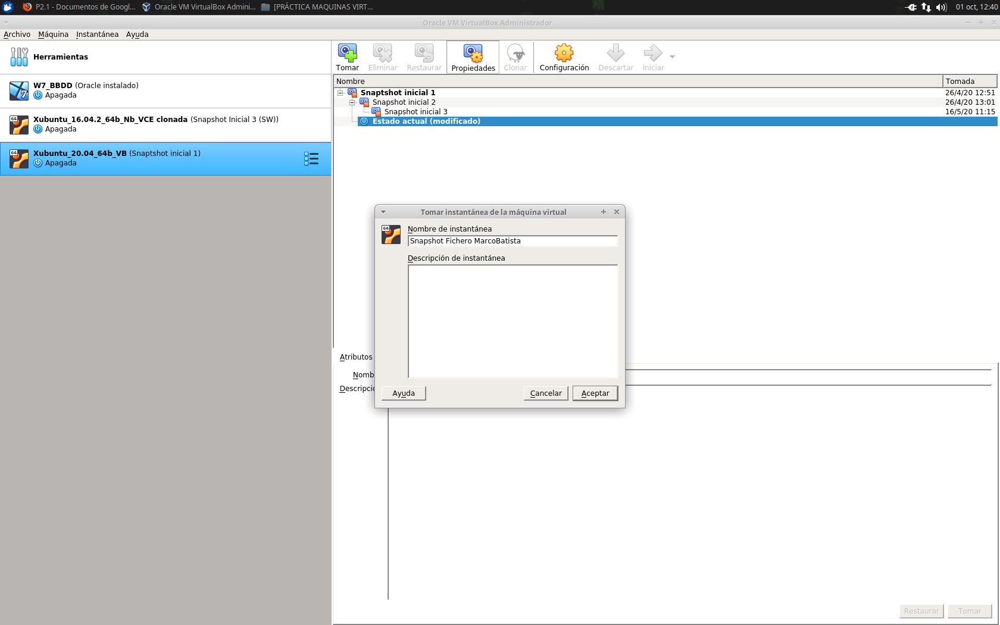 P2.1 - Documentos de Googl...
Oracle VM VirtualBox Admini...
[PRÁCTICA MAQUINAS VIRT...
01 oct, 12:40
Oracle VM VirtualBox Administrador
Archivo Máquina Instantánea Ayuda
Herramientas
W7_BBDD (Oracle instalado)
Apagada
64
Xubuntu_16.04.2_64b_Nb_VCE clonada (Snapshot Inicial 3 (SW))
Apagada
64
Xubuntu_20.04_64b_VB (Snaptshot inicial 1)
Apagada
Tomar Eliminar Restaurar Propiedades Clonar Configuración Descartar Iniciar
Nombre Tomada
Snaptshot inicial 1 26/4/20 12:51
Snapshot inicial 2 26/4/20 13:01
Snapshot inicial 3 16/5/20 11:15
Estado actual (modificado)
Tomar instantánea de la máquina virtual
64
Nombre de instantánea
Snapshot Fichero MarcoBatista
Descripción de instantánea
Ayuda Cancelar Aceptar
Atributos
Nomb
Descripció
Restaurar Tomar